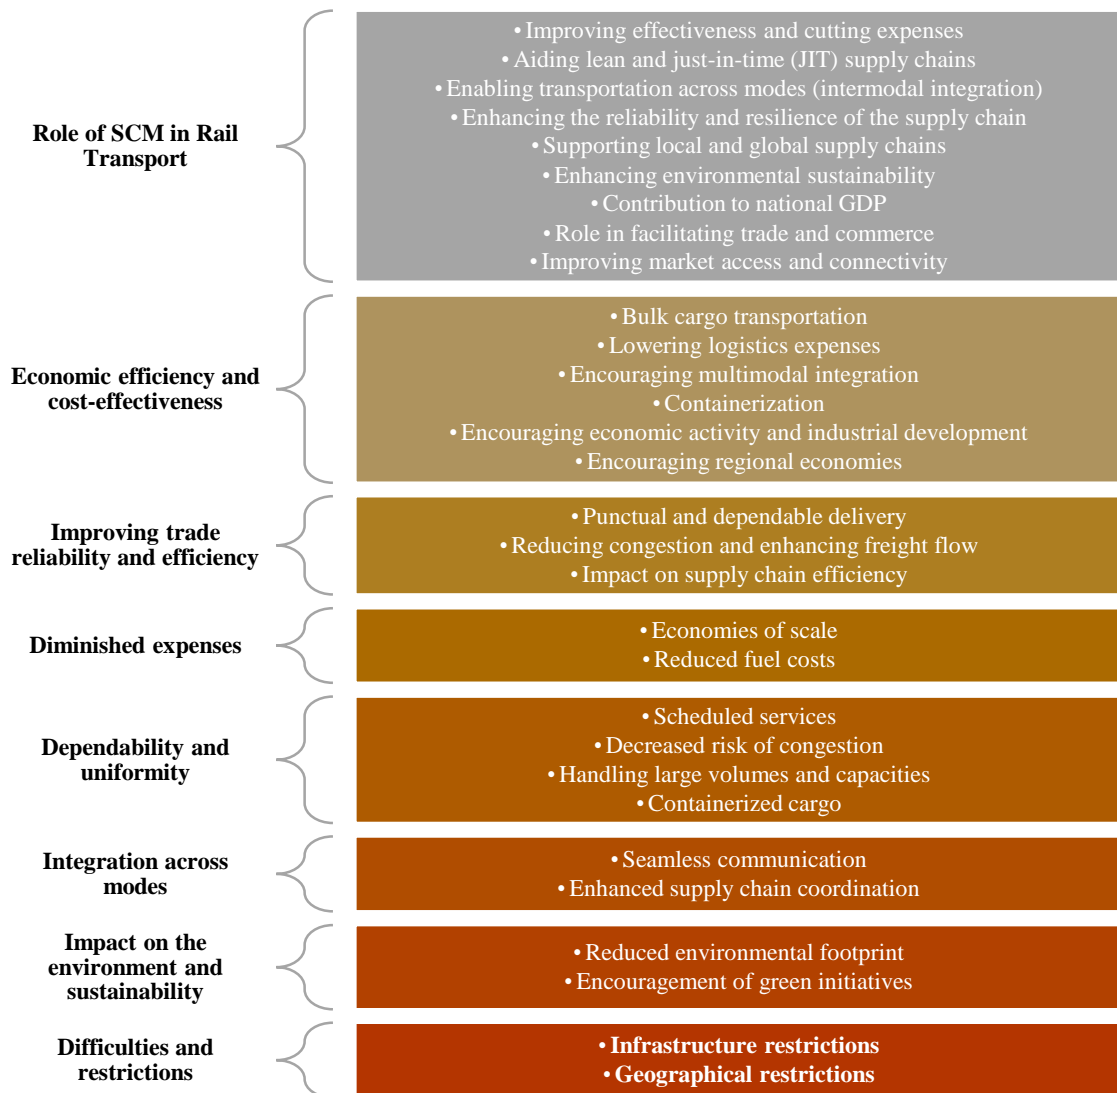 Role of SCM in Rail
Transport
• Improving effectiveness and cutting expenses
• Aiding lean and just-in-time (JIT) supply chains
• Enabling transportation across modes (intermodal integration)
• Enhancing the reliability and resilience of the supply chain
• Supporting local and global supply chains
• Enhancing environmental sustainability
• Contribution to national GDP
• Role in facilitating trade and commerce
• Improving market access and connectivity
Economic efficiency and
cost-effectiveness
• Bulk cargo transportation
• Lowering logistics expenses
• Encouraging multimodal integration
• Containerization
• Encouraging economic activity and industrial development
• Encouraging regional economies
Improving trade
reliability and efficiency
• Punctual and dependable delivery
• Reducing congestion and enhancing freight flow
• Impact on supply chain efficiency
Diminished expenses
• Economies of scale
• Reduced fuel costs
Dependability and
uniformity
• Scheduled services
• Decreased risk of congestion
• Handling large volumes and capacities
• Containerized cargo
Integration across
modes
• Seamless communication
• Enhanced supply chain coordination
Impact on the
environment and
sustainability
• Reduced environmental footprint
• Encouragement of green initiatives
Difficulties and
restrictions
• Infrastructure restrictions
• Geographical restrictions